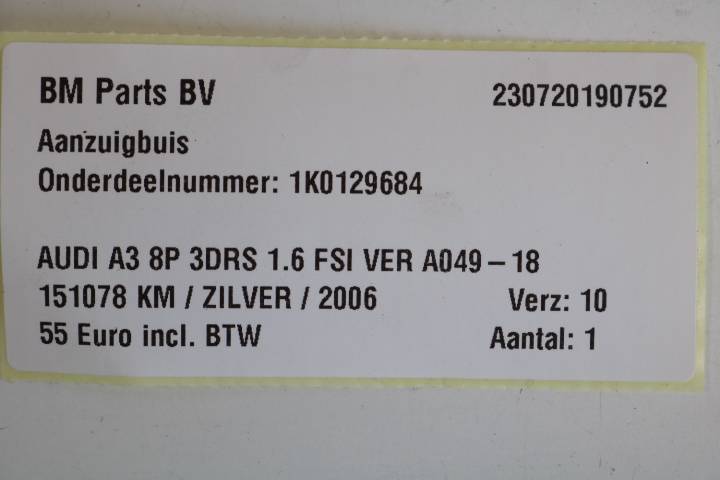 BM Parts BV 230720190752
Aanzuigbuis
Onderdeelnummer: 1K0129684
AUDI A3 8P 3DRS 1.6 FSI VER A049-18
151078 KM / ZILVER / 2006 Verz: 10
55 Euro incl. BTW Aantal: 1